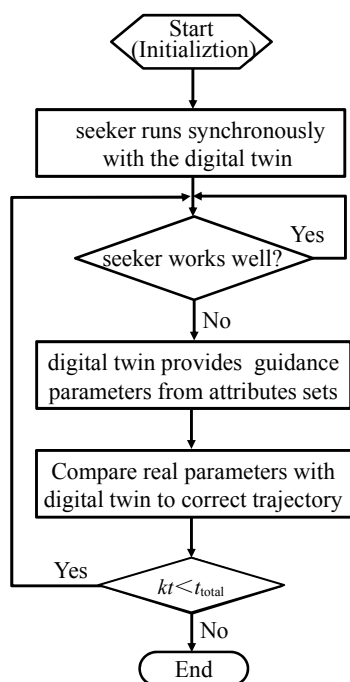 Start
(Initializtion)
seeker runs synchronously
with the digital twin
Yes
seeker works well?
No
digital twin provides guidance
parameters from attributes sets
Compare real parameters with
digital twin to correct trajectory
Yes
kt<t_total
No
End